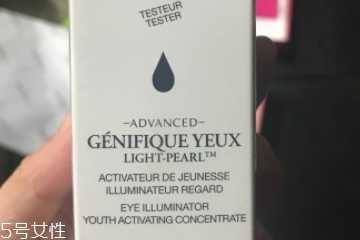 TESTEUR
TESTER
-ADVANCED-
GÉNIFIQUE YEUX
LIGHT-PEARL™
ACTIVATEUR DE JEUNESSE
ILLUMINATEUR REGARD
EYE ILLUMINATOR
YOUTH ACTIVATING CONCENTRATE
5号女性